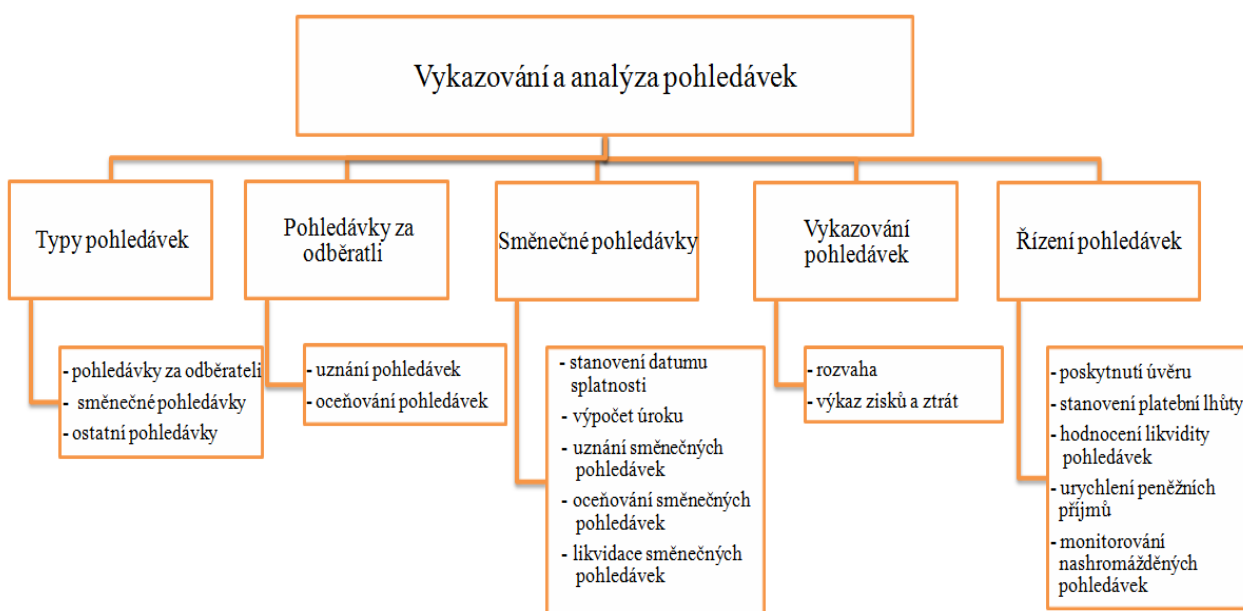 Vykazování a analýza pohledávek
Typy pohledávek
- pohledávky za odběrateli
- směnečné pohledávky
- ostatní pohledávky
Pohledávky za
odběratli
- uznání pohledávek
- oceňování pohledávek
Směnečné pohledávky
- stanovení datumu
splatnosti
- výpočet úroku
- uznání směnečných
pohledávek
- oceňování směnečných
pohledávek
- likvidace směnečných
pohledávek
Vykazování
pohledávek
- rozvaha
- výkaz zisků a ztrát
Řízení pohledávek
- poskytnutí úvěru
- stanovení platební lhůty
- hodnocení likvidity
pohledávek
- urychlení peněžních
příjmů
- monitorování
nashromážděných
pohledávek